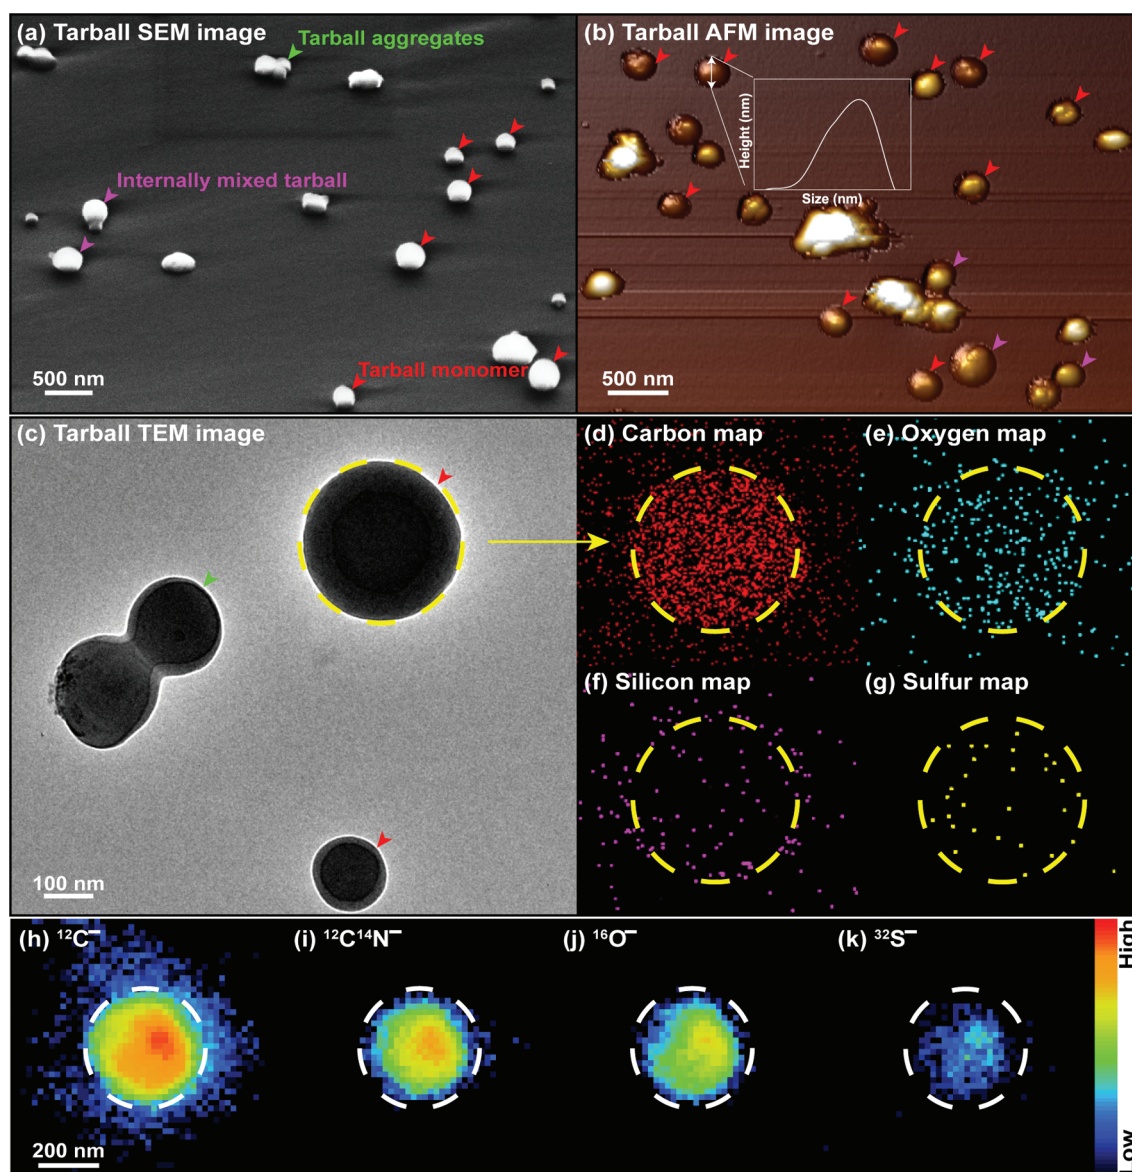 (a) Tarball SEM image
Tarball aggregates
Internally mixed tarball
Tarball monomer
500 nm
(b) Tarball AFM image
Height (nm)
Size (nm)
500 nm
(c) Tarball TEM image
100 nm
(d) Carbon map
(e) Oxygen map
(f) Silicon map
(g) Sulfur map
(h) ¹²C⁻
(i) ¹²C¹⁴N⁻
(j) ¹⁶O⁻
(k) ³²S⁻
200 nm
High
Low